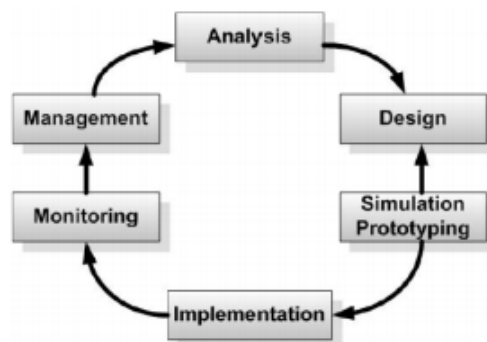 Analysis
Management
Design
Monitoring
Simulation
Prototyping
Implementation